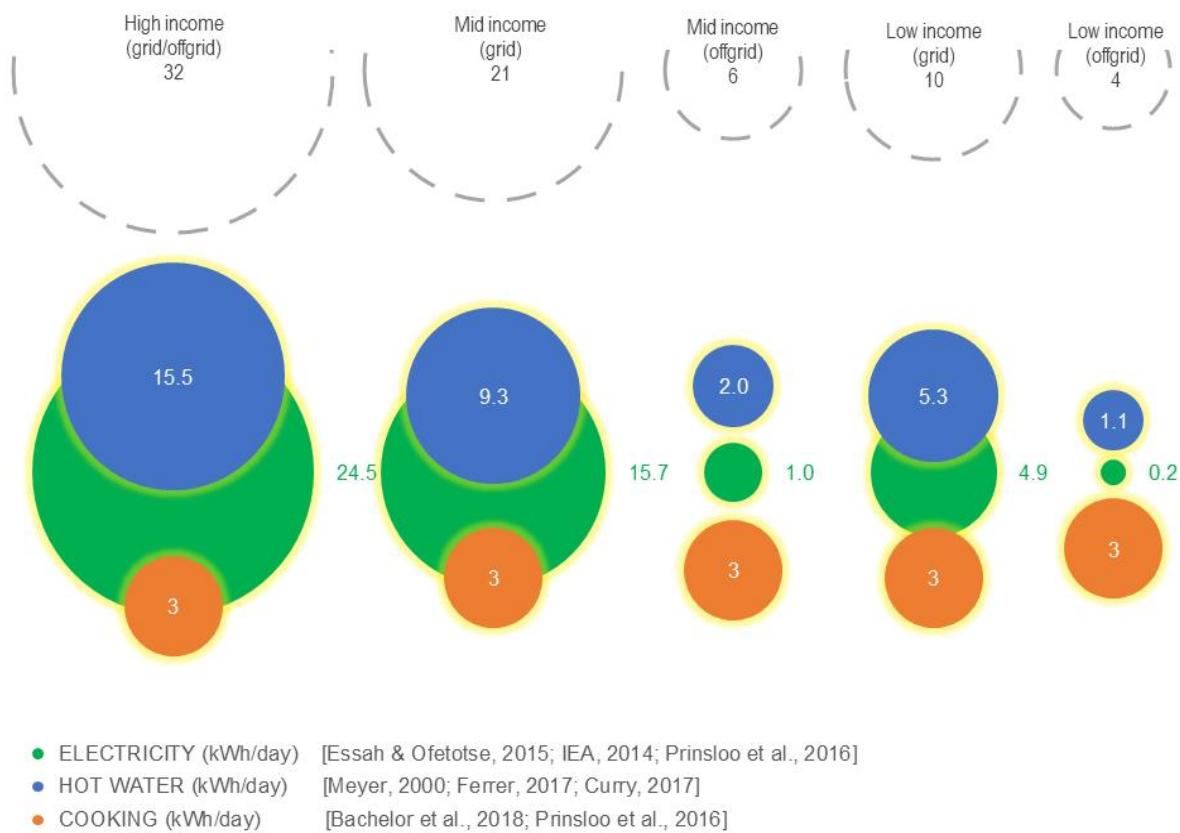 High income
(grid/offgrid)
32
Mid income
(grid)
21
Mid income
(offgrid)
6
Low income
(grid)
10
Low income
(offgrid)
4
15.5
24.5
3
9.3
15.7
3
2.0
1.0
3
5.3
4.9
3
1.1
0.2
3
ELECTRICITY (kWh/day) [Essah & Ofetotse, 2015; IEA, 2014; Prinsloo et al., 2016]
HOT WATER (kWh/day) [Meyer, 2000; Ferrer, 2017; Curry, 2017]
COOKING (kWh/day) [Bachelor et al., 2018; Prinsloo et al., 2016]